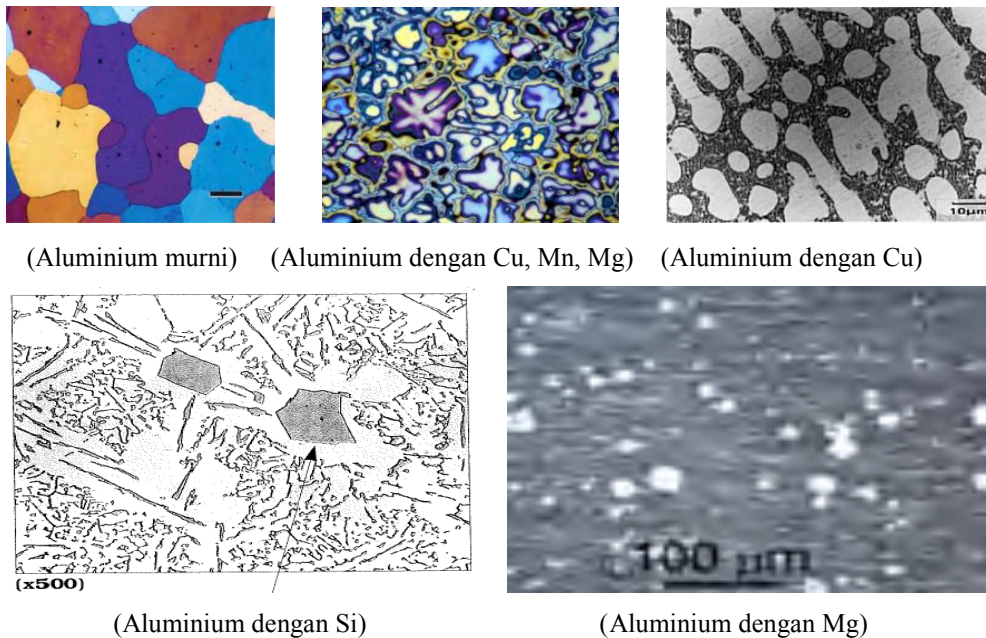 10µm
(Aluminium murni) (Aluminium dengan Cu, Mn, Mg) (Aluminium dengan Cu)
(x500)
100 µm
(Aluminium dengan Si) (Aluminium dengan Mg)